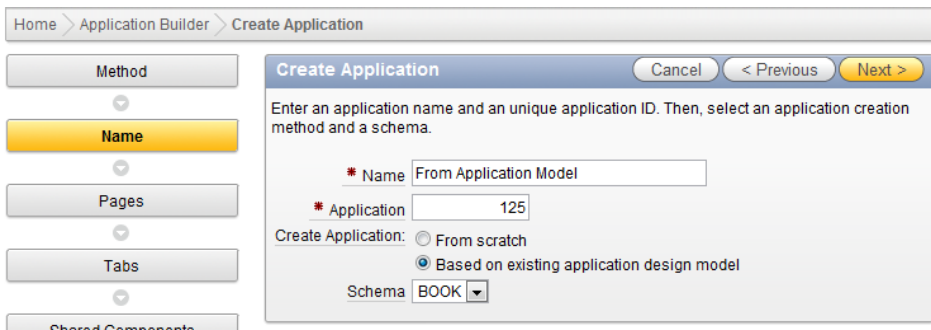 Home Application Builder Create Application
Method
Name
Pages
Tabs
Shared Components
Create Application Cancel < Previous Next >
Enter an application name and an unique application ID. Then, select an application creation
method and a schema.
* Name From Application Model
* Application 125
Create Application: From scratch
Based on existing application design model
Schema BOOK